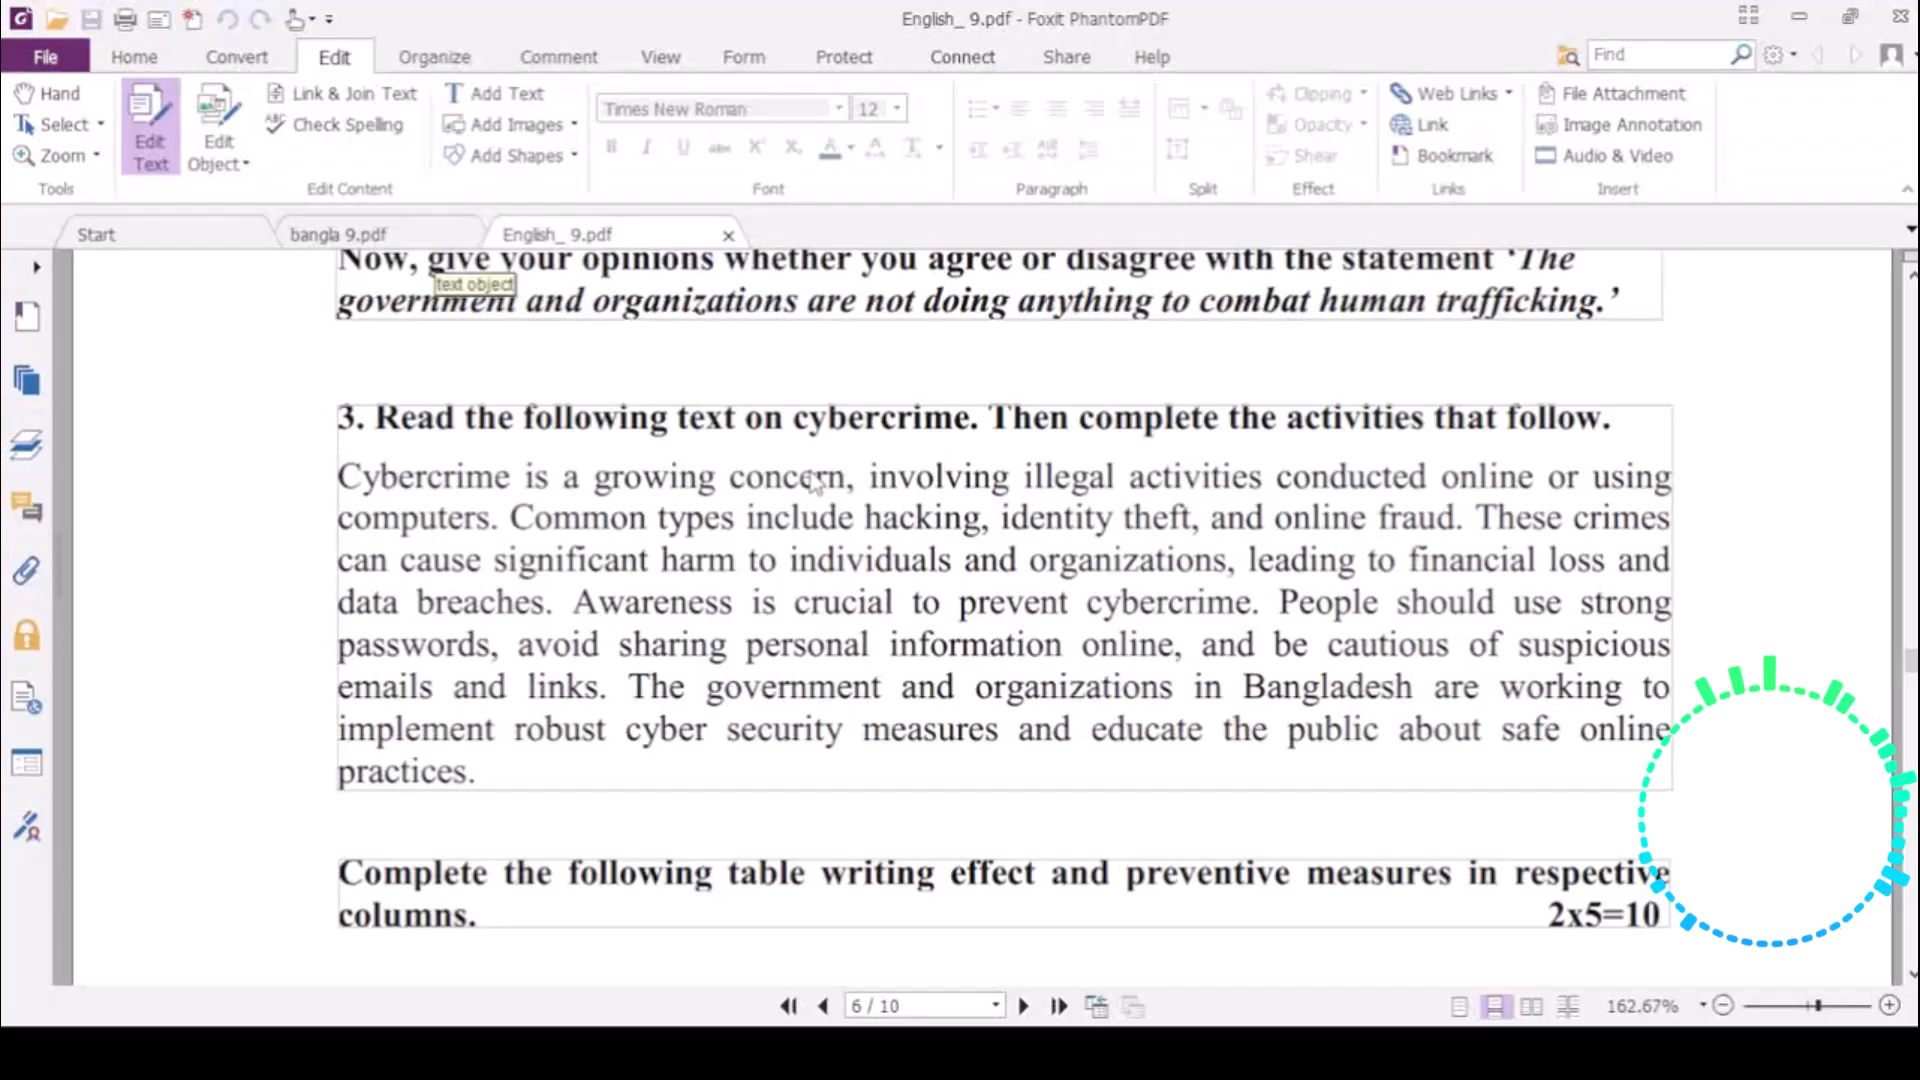 English_ 9.pdf - Foxit PhantomPDF
File Home Convert Edit Organize Comment View Form Protect Connect Share Help Find
Hand
Select
Zoom
Tools
Edit Text
Edit Object
Link & Join Text
Check Spelling
Add Text
Add Images
Add Shapes
Edit Content
Times New Roman 12
Font
Paragraph
Split
Clipping
Opacity
Shear
Effect
Web Links
Link
Bookmark
Links
File Attachment
Image Annotation
Audio & Video
Insert
Start bangla 9.pdf English_ 9.pdf
Now, give your opinions whether you agree or disagree with the statement ‘The
text object
government and organizations are not doing anything to combat human trafficking.’
3. Read the following text on cybercrime. Then complete the activities that follow.
Cybercrime is a growing concern, involving illegal activities conducted online or using
computers. Common types include hacking, identity theft, and online fraud. These crimes
can cause significant harm to individuals and organizations, leading to financial loss and
data breaches. Awareness is crucial to prevent cybercrime. People should use strong
passwords, avoid sharing personal information online, and be cautious of suspicious
emails and links. The government and organizations in Bangladesh are working to
implement robust cyber security measures and educate the public about safe online
practices.
Complete the following table writing effect and preventive measures in respective
columns. 2x5=10
6 / 10
162.67%